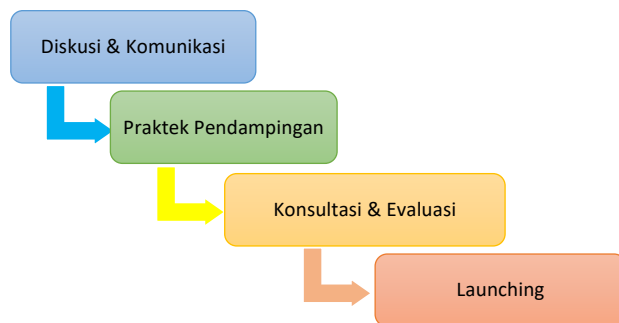 Diskusi & Komunikasi
Praktek Pendampingan
Konsultasi & Evaluasi
Launching